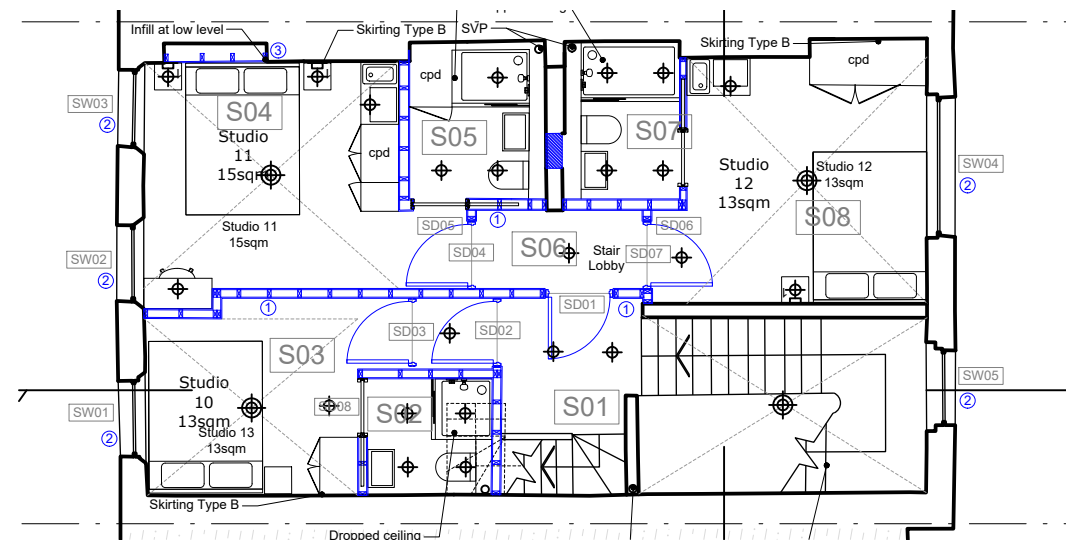 Infill at low level
3
Skirting Type B
SVP
Skirting Type B
cpd
cpd
SW03
2
S04
Studio
11
15sqm
cpd
S05
S07
Studio
12
13sqm
Studio 12
13sqm
S08
SW04
2
Studio 11
15sqm
SD05
1
SD04
S06
Stair
Lobby
SD06
SD07
SW02
2
1
SD01
1
SD03
SD02
S03
SW05
2
Studio
10
13sqm
Studio 13
13sqm
SD08
S02
S01
SW01
2
Skirting Type B
Dropped ceiling